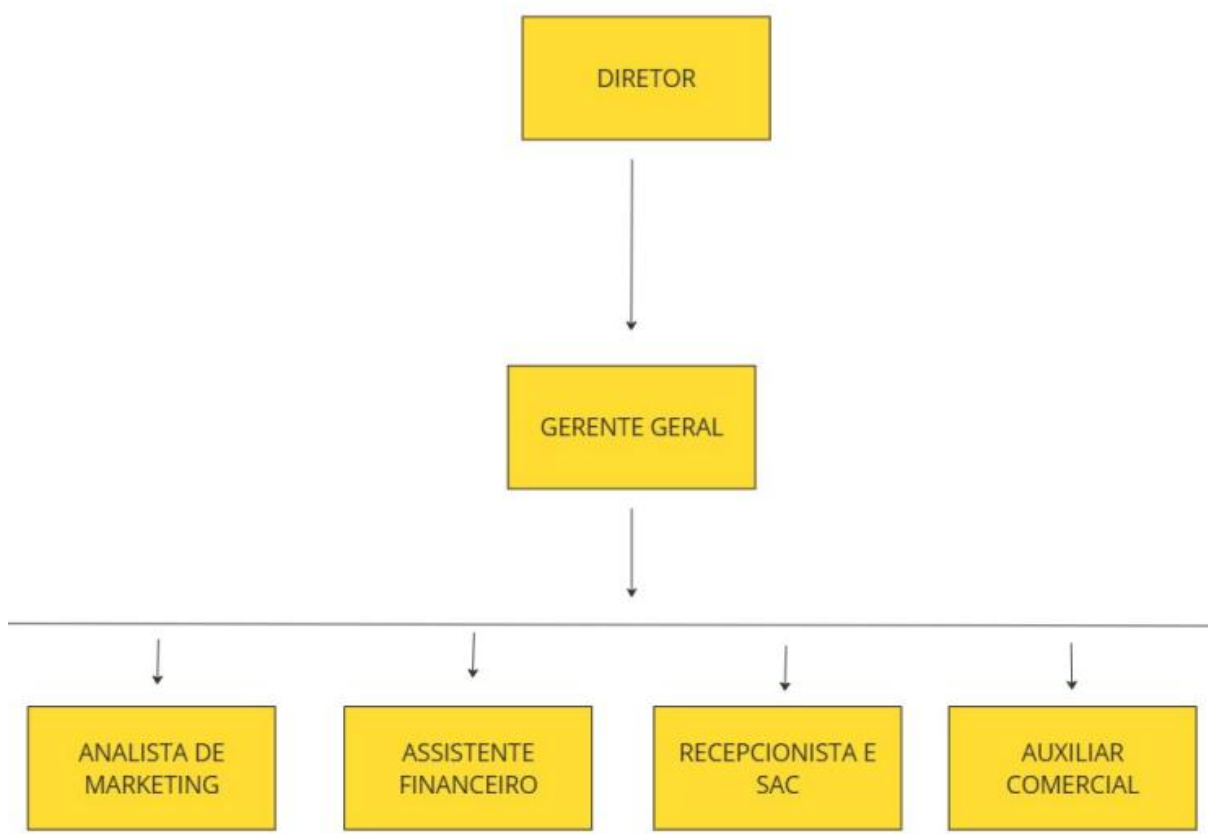 DIRETOR
GERENTE GERAL
ANALISTA DE
MARKETING
ASSISTENTE
FINANCEIRO
RECEPCIONISTA E
SAC
AUXILIAR
COMERCIAL